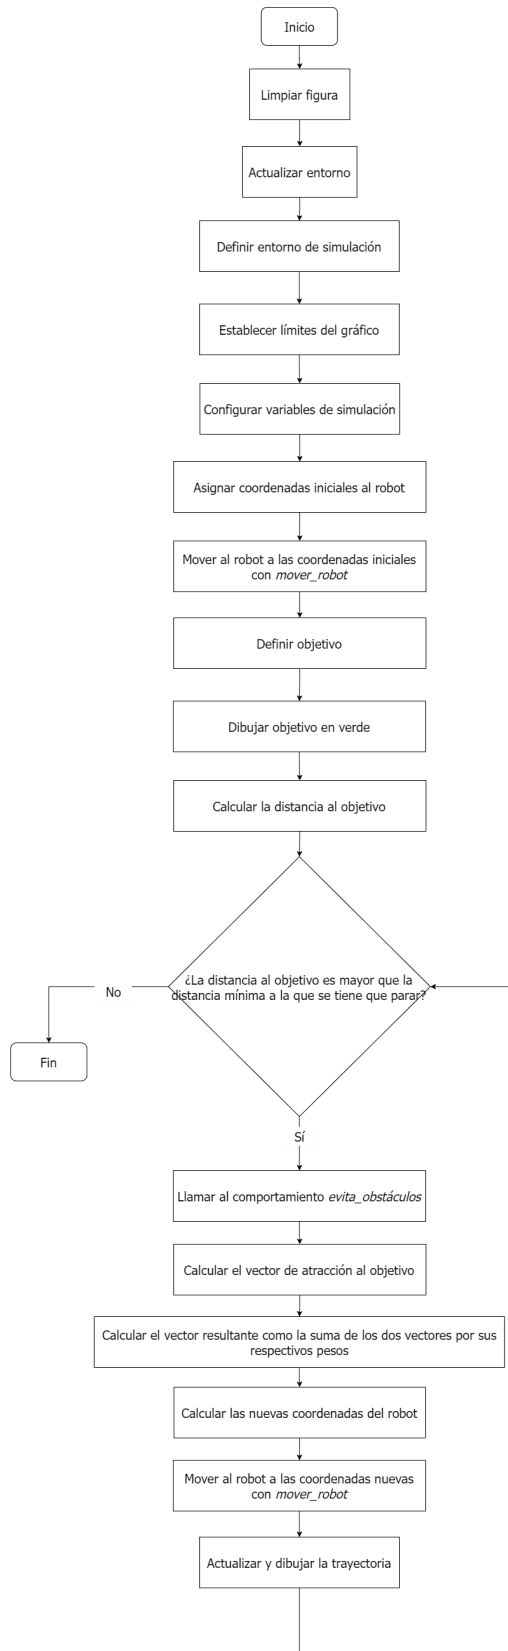 Inicio
Limpiar figura
Actualizar entorno
Definir entorno de simulación
Establecer límites del gráfico
Configurar variables de simulación
Asignar coordenadas iniciales al robot
Mover al robot a las coordenadas iniciales
con mover_robot
Definir objetivo
Dibujar objetivo en verde
Calcular la distancia al objetivo
¿La distancia al objetivo es mayor que la
distancia mínima a la que se tiene que parar?
No
Fin
Sí
Llamar al comportamiento evita_obstáculos
Calcular el vector de atracción al objetivo
Calcular el vector resultante como la suma de los dos vectores por sus
respectivos pesos
Calcular las nuevas coordenadas del robot
Mover al robot a las coordenadas nuevas
con mover_robot
Actualizar y dibujar la trayectoria